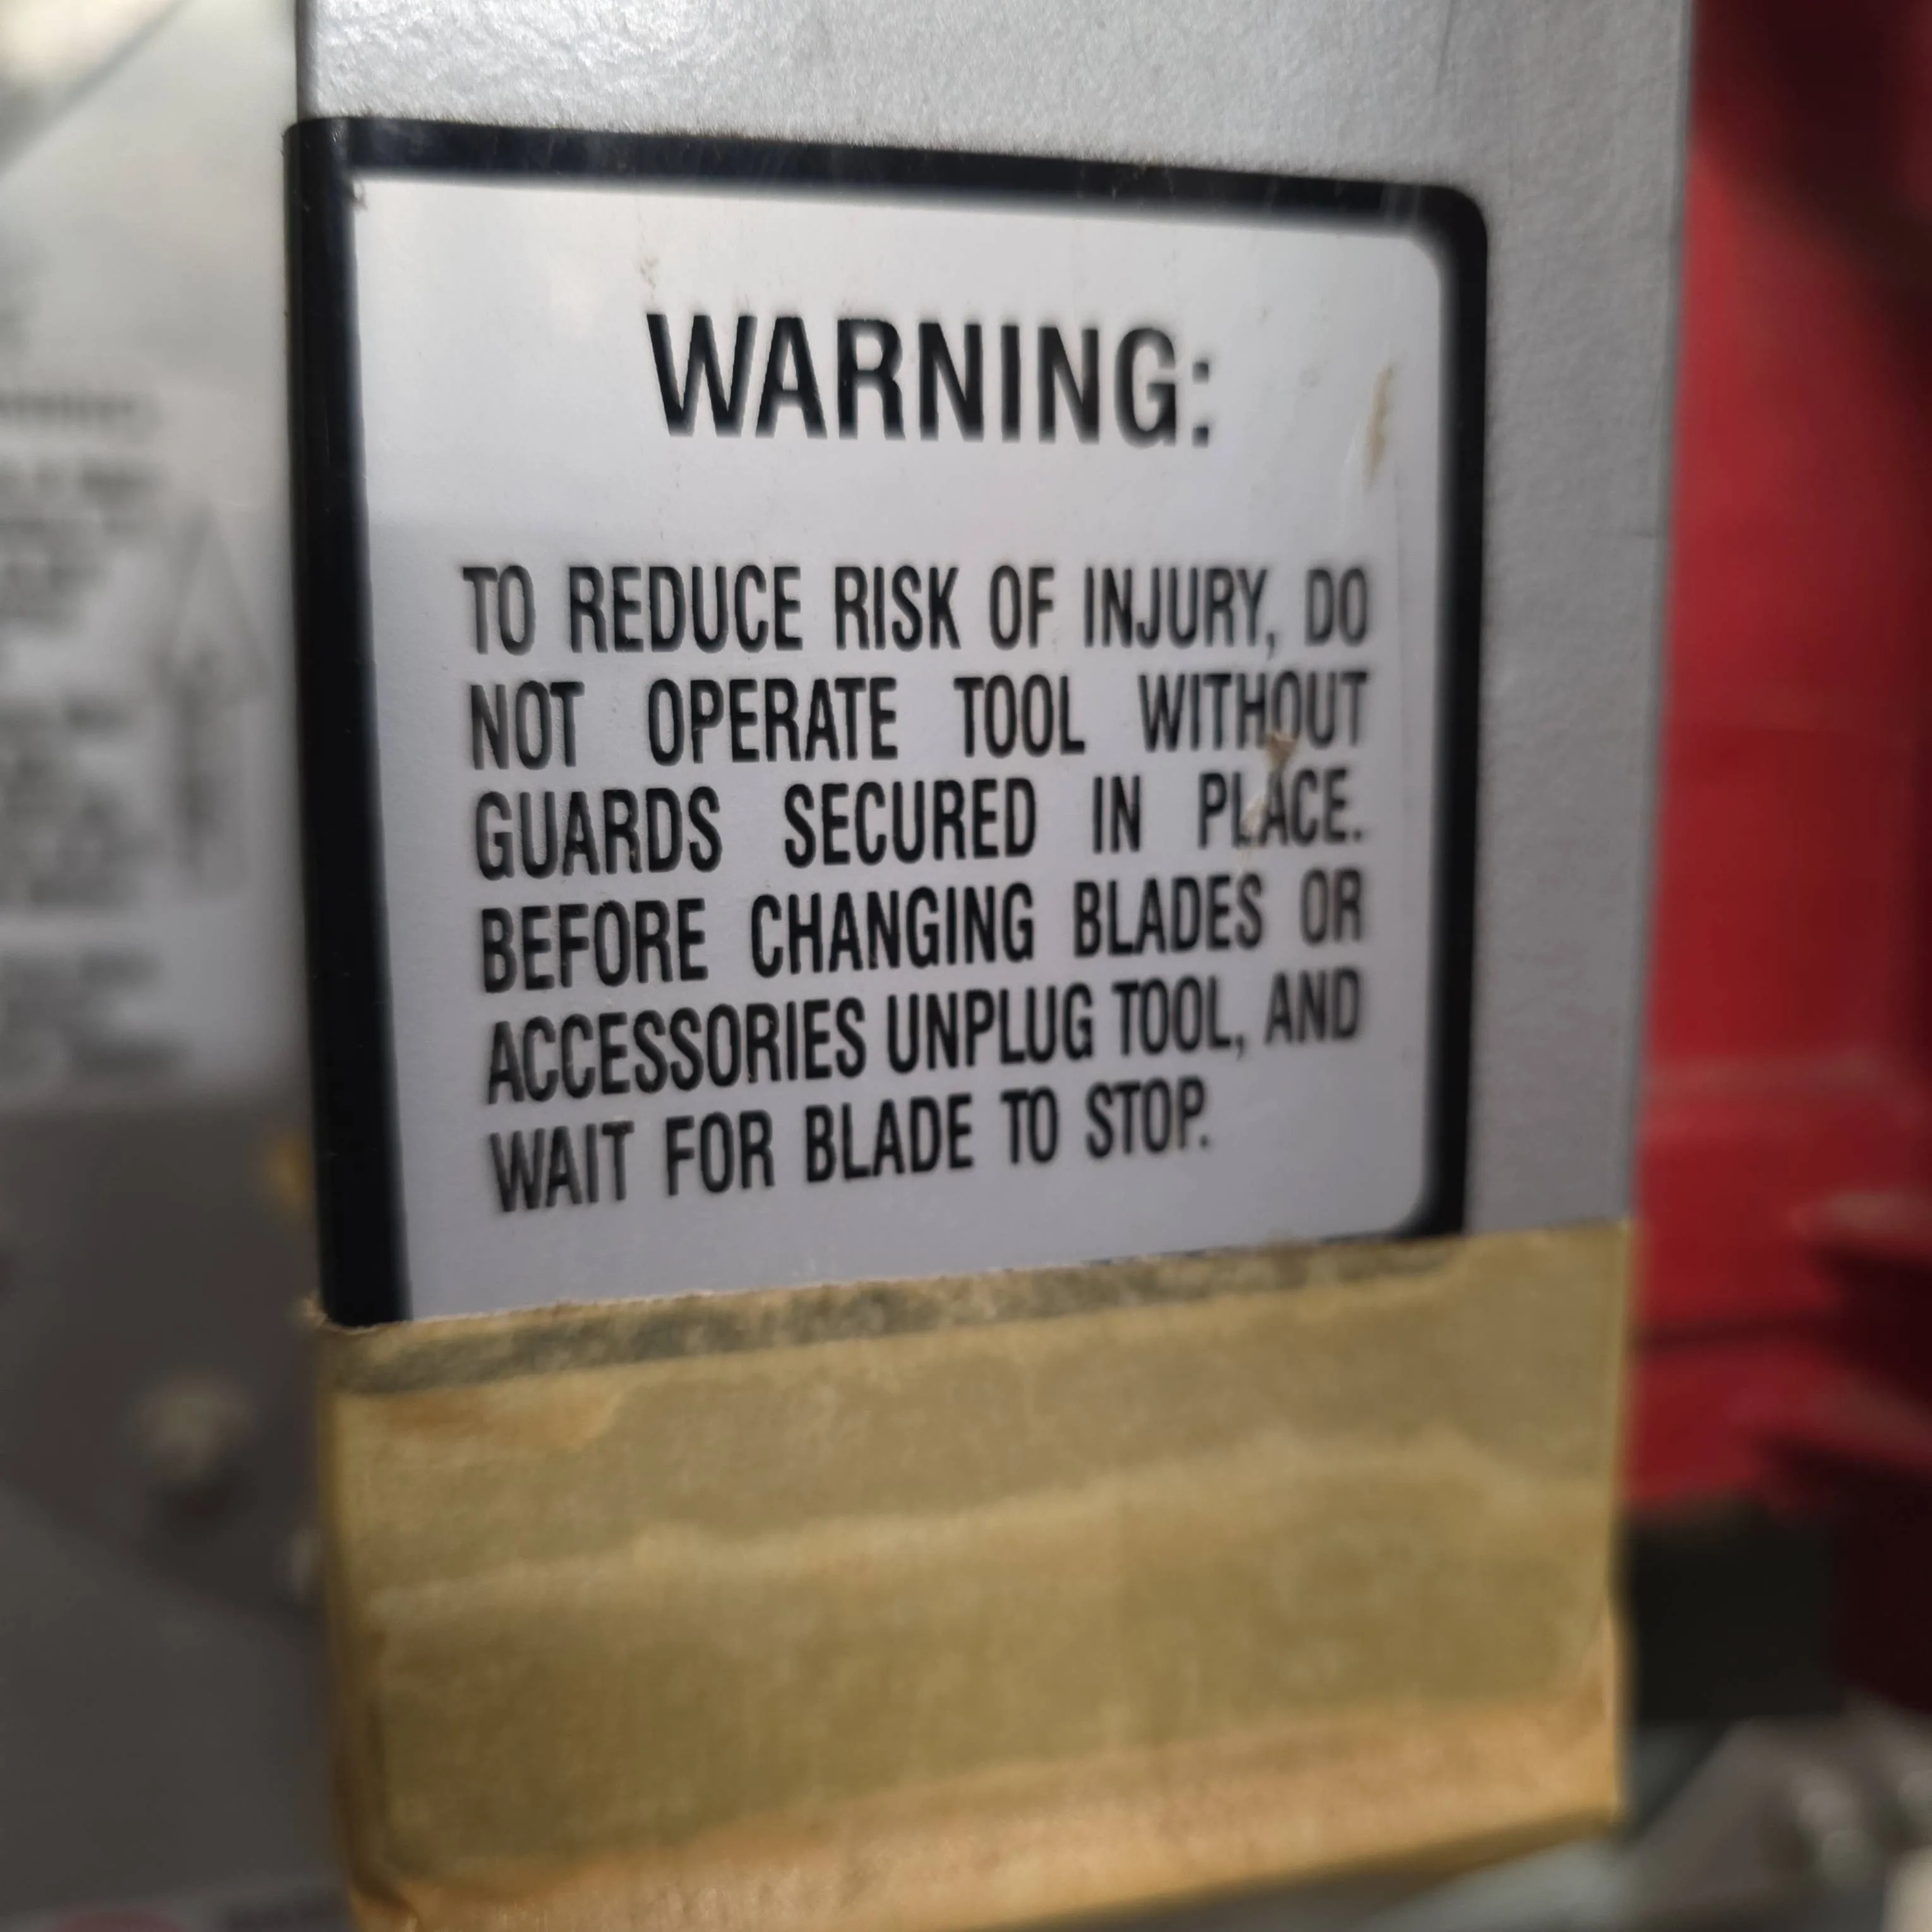 WARNING:
TO REDUCE RISK OF INJURY, DO
NOT OPERATE TOOL WITHOUT
GUARDS SECURED IN PLACE.
BEFORE CHANGING BLADES OR
ACCESSORIES UNPLUG TOOL, AND
WAIT FOR BLADE TO STOP.